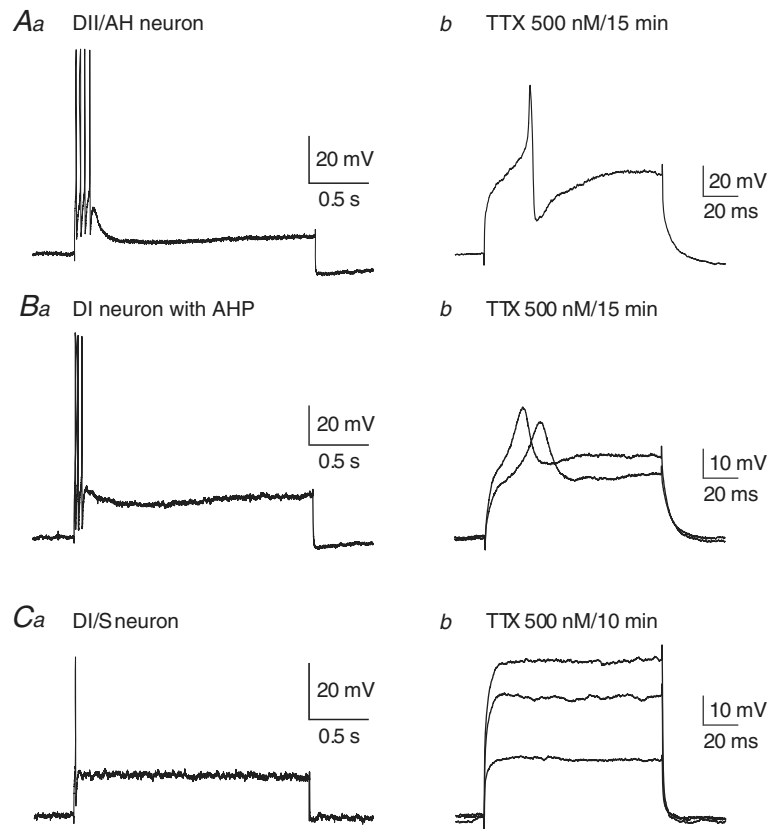 Aa DII/AH neuron
b TTX 500 nM/15 min
20 mV
0.5 s
20 mV
20 ms
Ba DI neuron with AHP
b TTX 500 nM/15 min
20 mV
0.5 s
10 mV
20 ms
Ca DI/S neuron
b TTX 500 nM/10 min
20 mV
0.5 s
10 mV
20 ms